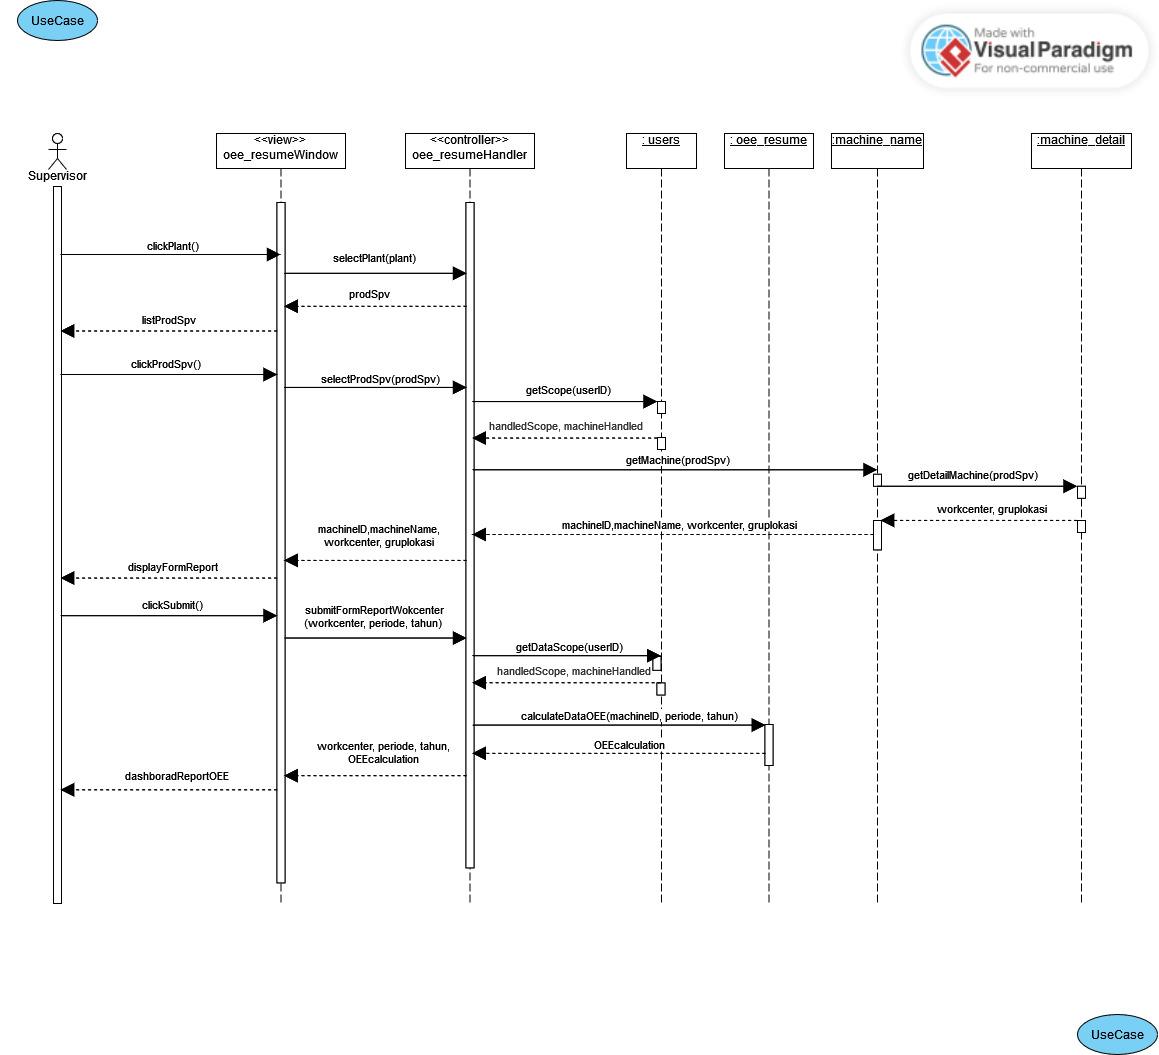 UseCase
Made with
Visual Paradigm
For non-commercial use
Supervisor
<<view>>
oee_resumeWindow
<<controller>>
oee_resumeHandler
: users
: oee_resume
:machine_name
:machine_detail
clickPlant()
selectPlant(plant)
prodSpv
listProdSpv
clickProdSpv()
selectProdSpv(prodSpv)
getScope(userID)
handledScope, machineHandled
getMachine(prodSpv)
getDetailMachine(prodSpv)
workcenter, gruplokasi
machineID,machineName, workcenter, gruplokasi
machineID,machineName,
workcenter, gruplokasi
displayFormReport
clickSubmit()
submitFormReportWokcenter
(workcenter, periode, tahun)
getDataScope(userID)
handledScope, machineHandled
calculateDataOEE(machineID, periode, tahun)
OEEcalculation
workcenter, periode, tahun,
OEEcalculation
dashboradReportOEE
UseCase